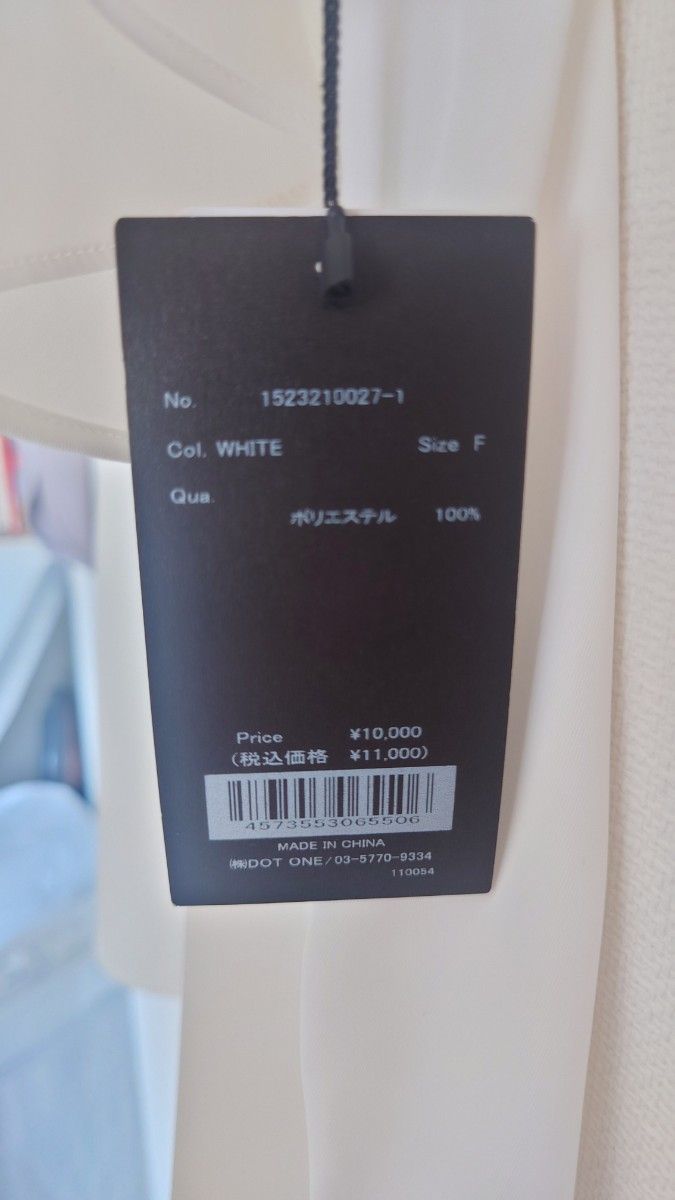 No. 1523210027-1
Col. WHITE Size F
Qua.
ポリエステル 100%
Price ¥10,000
(税込価格 ¥11,000)
4573553065506
MADE IN CHINA
㈱DOT ONE/03-5770-9334
110054